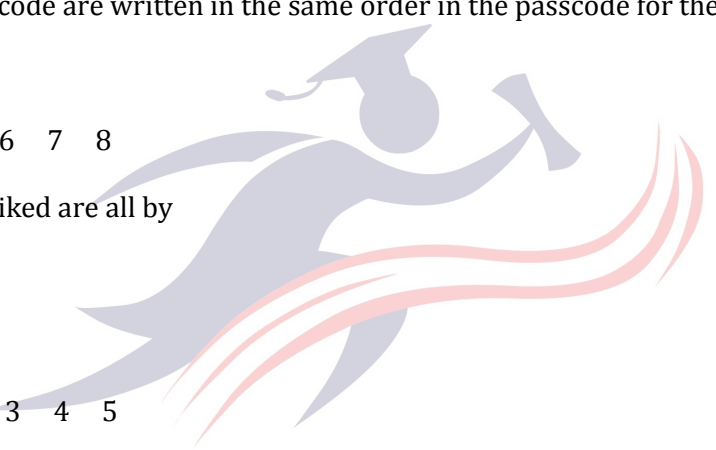 code are written in the same order in the passcode for the
6 7 8
iked are all by
3 4 5